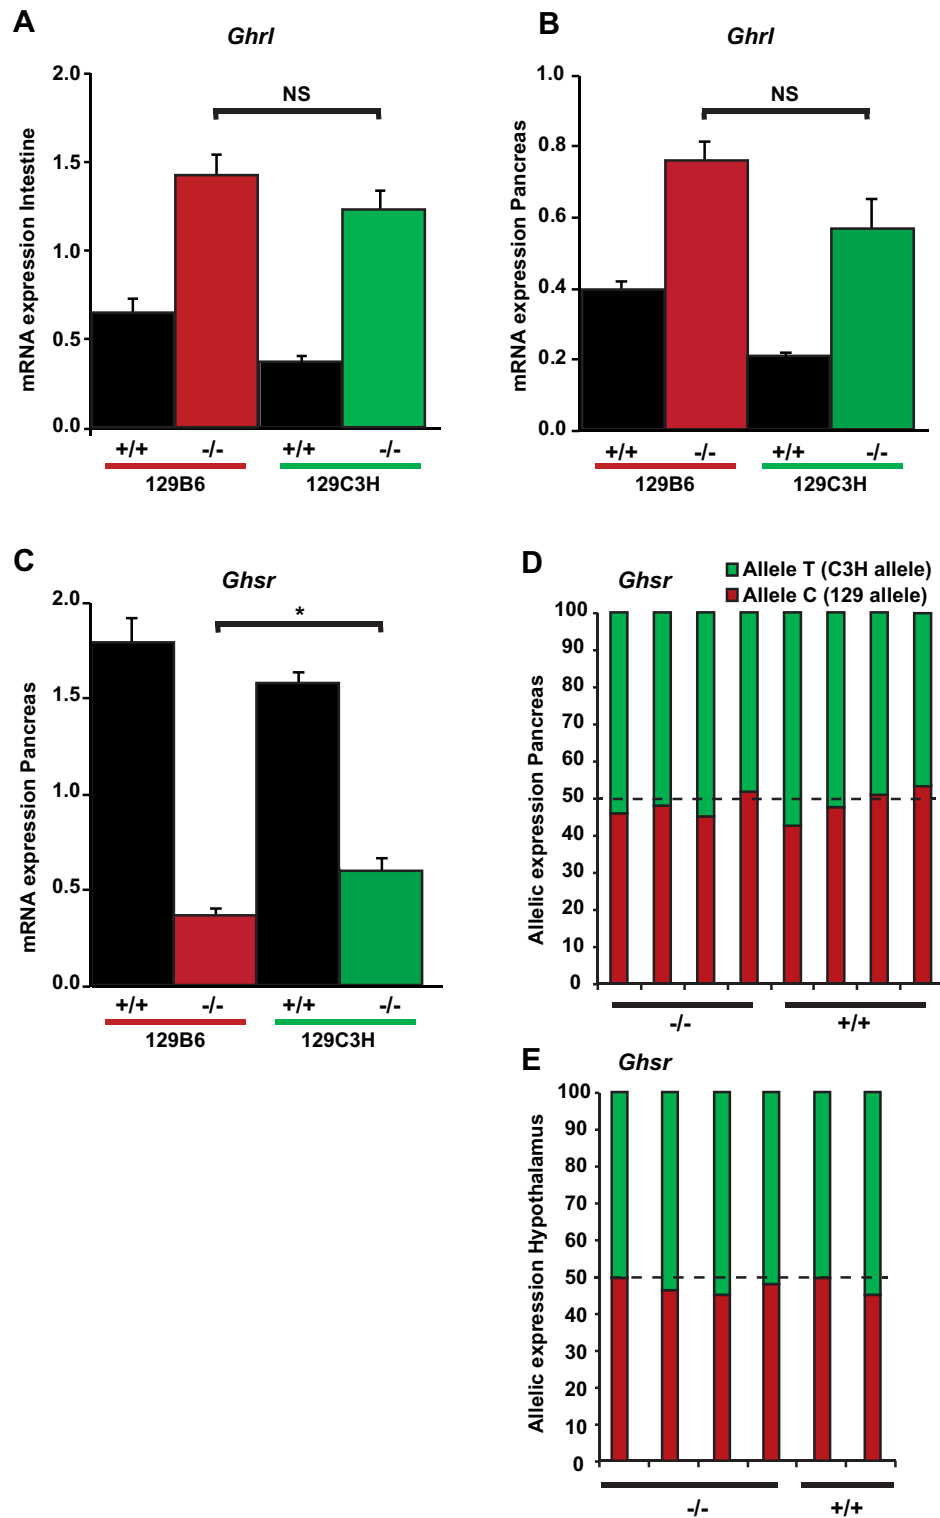 A
Ghrl
mRNA expression Intestine
2.0
1.5
1.0
0.5
0.0
NS
+/+ -/- +/+ -/-
129B6 129C3H
B
Ghrl
mRNA expression Pancreas
1.0
0.8
0.6
0.4
0.2
0.0
NS
+/+ -/- +/+ -/-
129B6 129C3H
C
Ghsr
mRNA expression Pancreas
2.0
1.5
1.0
0.5
0.0
*
+/+ -/- +/+ -/-
129B6 129C3H
D
Ghsr
Allele T (C3H allele)
Allele C (129 allele)
Allelic expression Pancreas
100
90
80
70
60
50
40
30
20
10
0
-/- +/+
E
Ghsr
Allelic expression Hypothalamus
100
90
80
70
60
50
40
30
20
10
0
-/- +/+